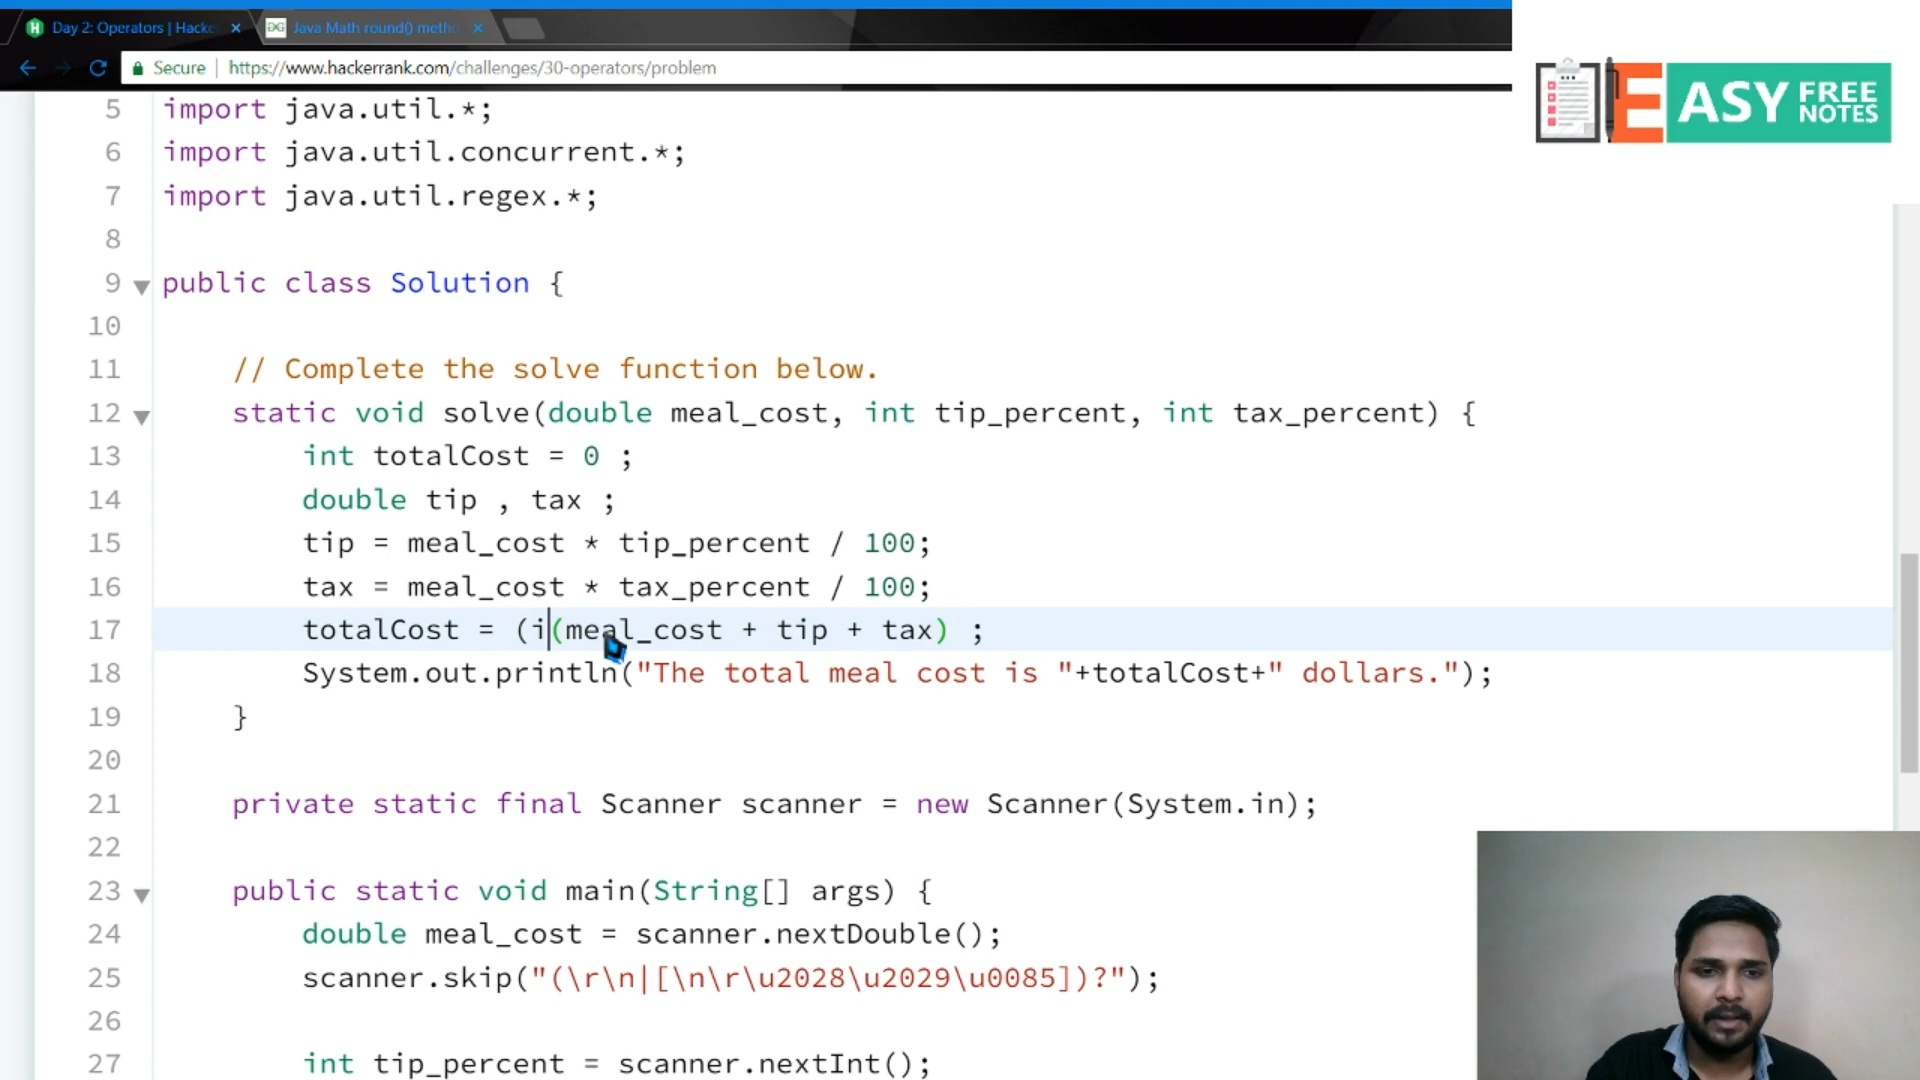 Day 2: Operators | Hacke
Java Math round() meth
Secure | https://www.hackerrank.com/challenges/30-operators/problem
EASY FREE NOTES
5 import java.util.*;
6 import java.util.concurrent.*;
7 import java.util.regex.*;
8
9 public class Solution {
10
11 // Complete the solve function below.
12 static void solve(double meal_cost, int tip_percent, int tax_percent) {
13 int totalCost = 0 ;
14 double tip , tax ;
15 tip = meal_cost * tip_percent / 100;
16 tax = meal_cost * tax_percent / 100;
17 totalCost = (i(meal_cost + tip + tax) ;
18 System.out.println("The total meal cost is "+totalCost+" dollars.");
19 }
20
21 private static final Scanner scanner = new Scanner(System.in);
22
23 public static void main(String[] args) {
24 double meal_cost = scanner.nextDouble();
25 scanner.skip("(\r\n|[\n\r\u2028\u2029\u0085])?");
26
27 int tip_percent = scanner.nextInt();